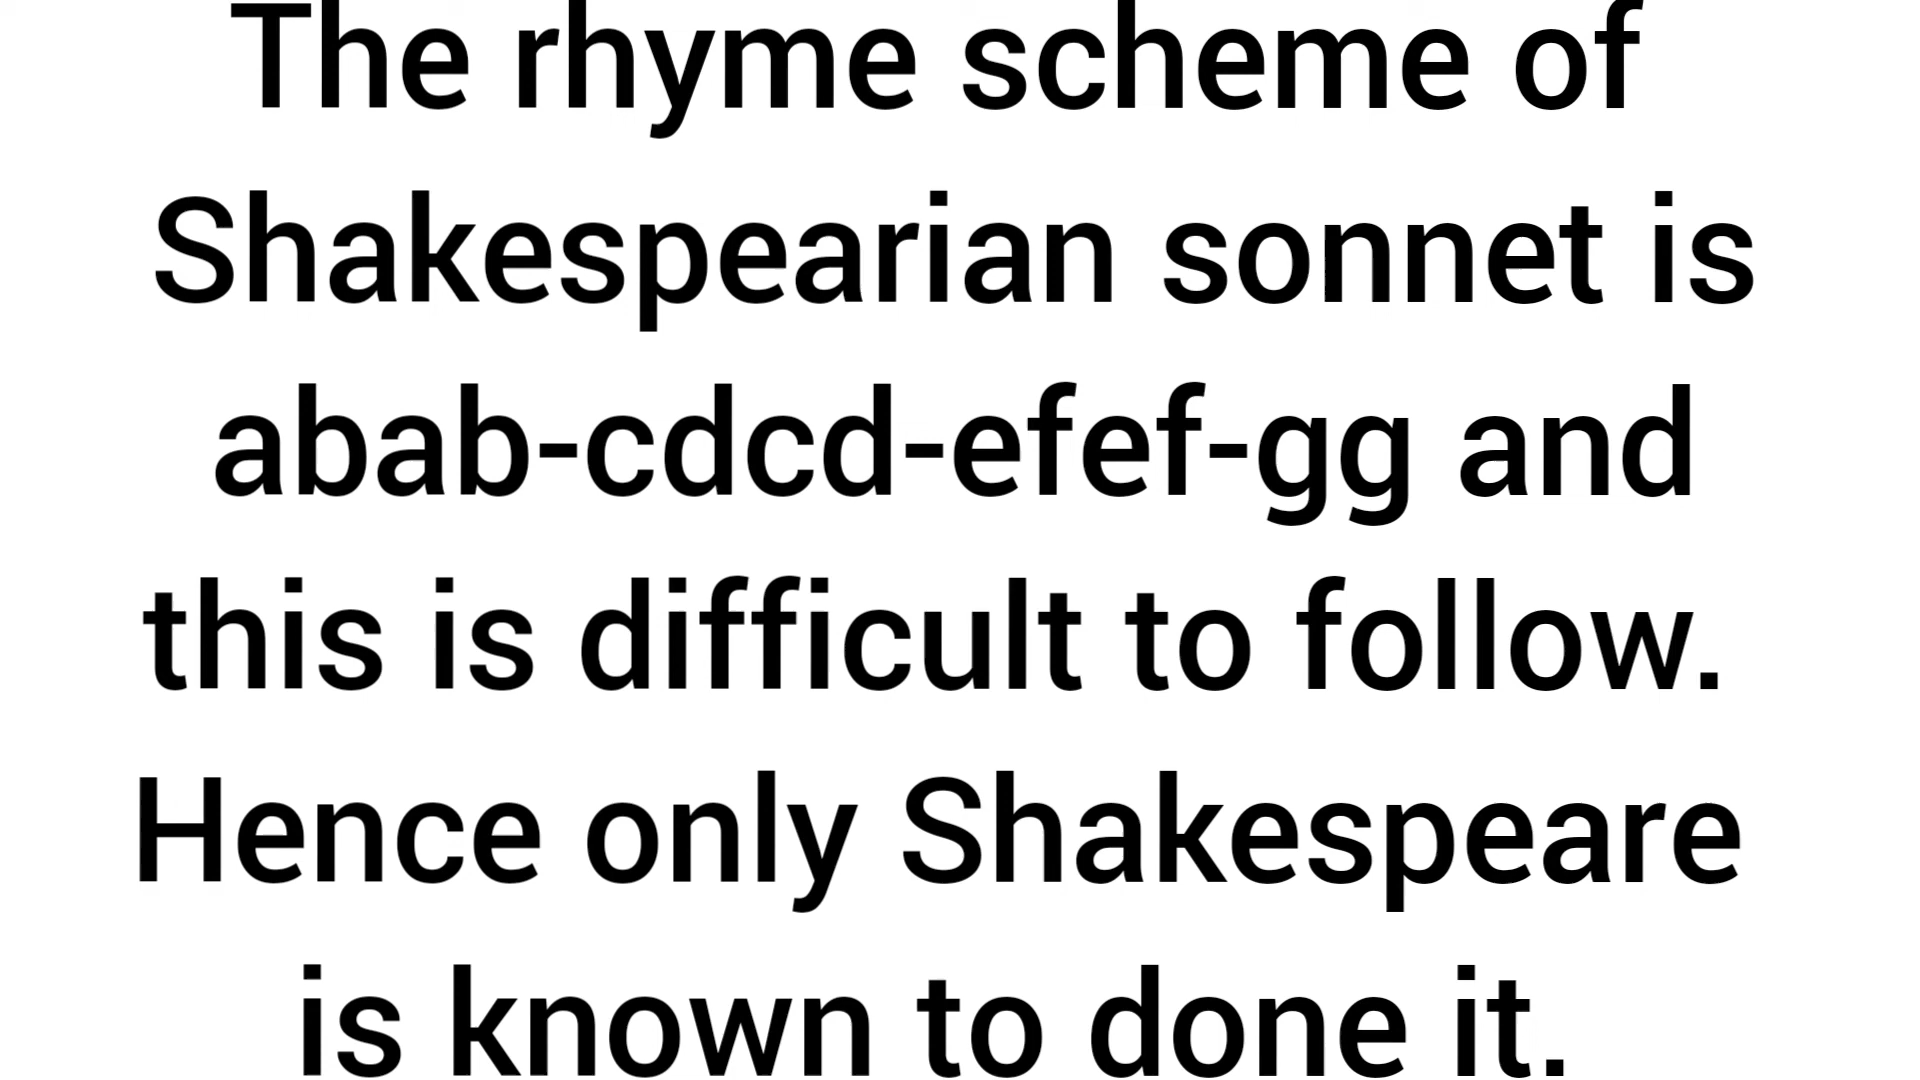 The rhyme scheme of
Shakespearian sonnet is
abab-cdcd-efef-gg and
this is difficult to follow.
Hence only Shakespeare
is known to done it.